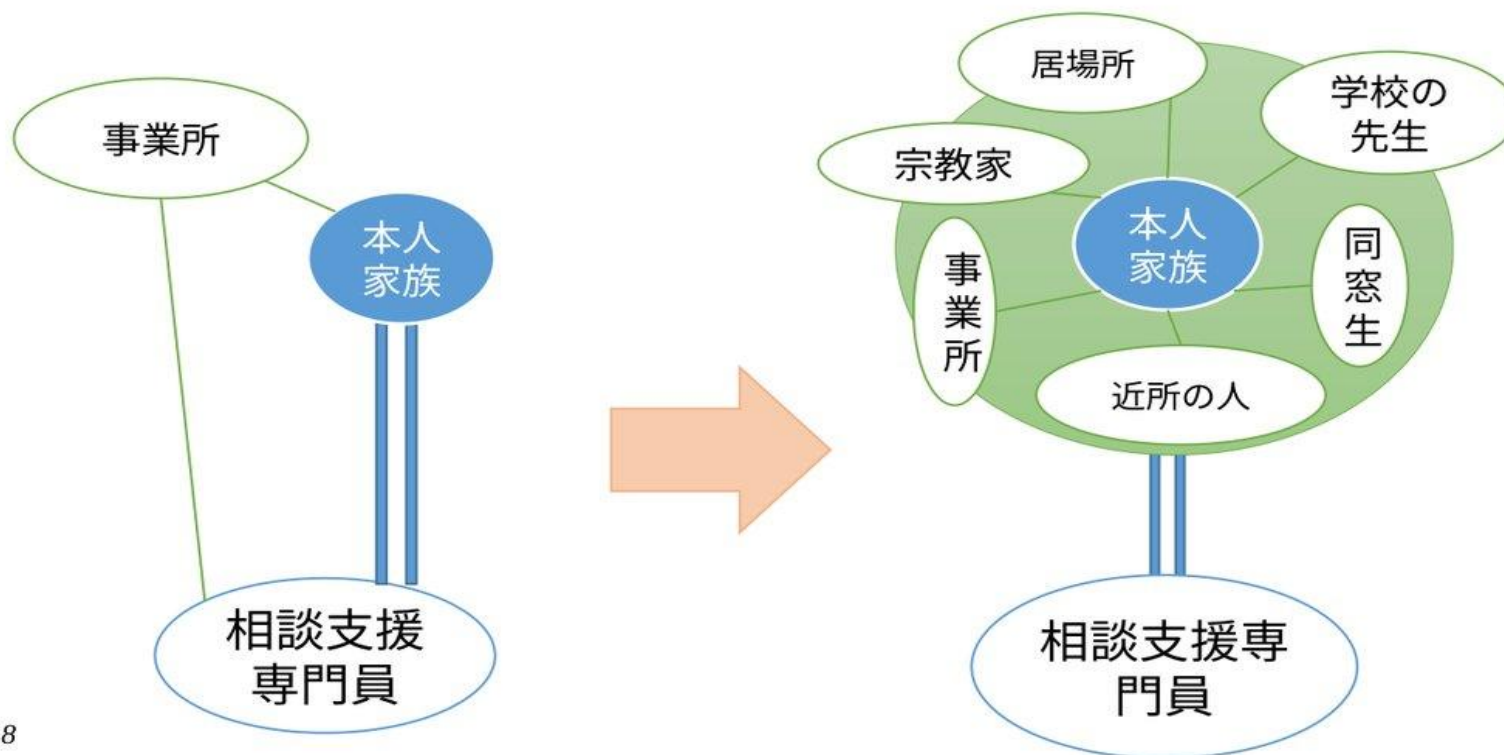 事業所
本人
家族
相談支援
専門員
居場所
学校の
先生
宗教家
本人
家族
事業所
同窓生
近所の人
相談支援専
門員
8